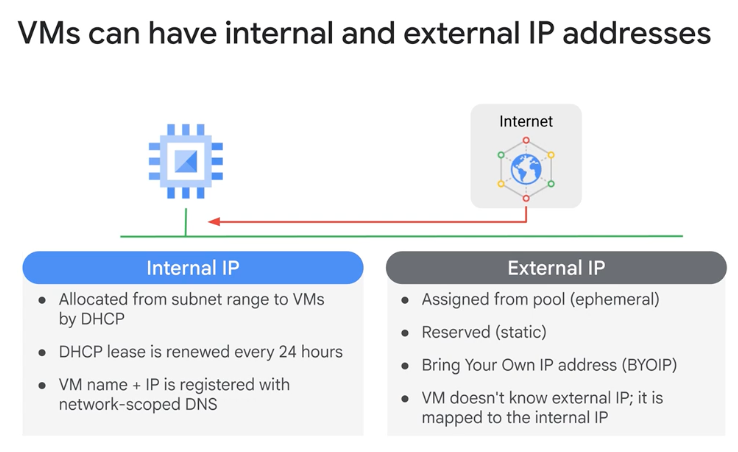 VMs can have internal and external IP addresses
Internet
Internal IP
• Allocated from subnet range to VMs
by DHCP
• DHCP lease is renewed every 24 hours
• VM name + IP is registered with
network-scoped DNS
External IP
• Assigned from pool (ephemeral)
• Reserved (static)
• Bring Your Own IP address (BYOIP)
• VM doesn't know external IP; it is
mapped to the internal IP